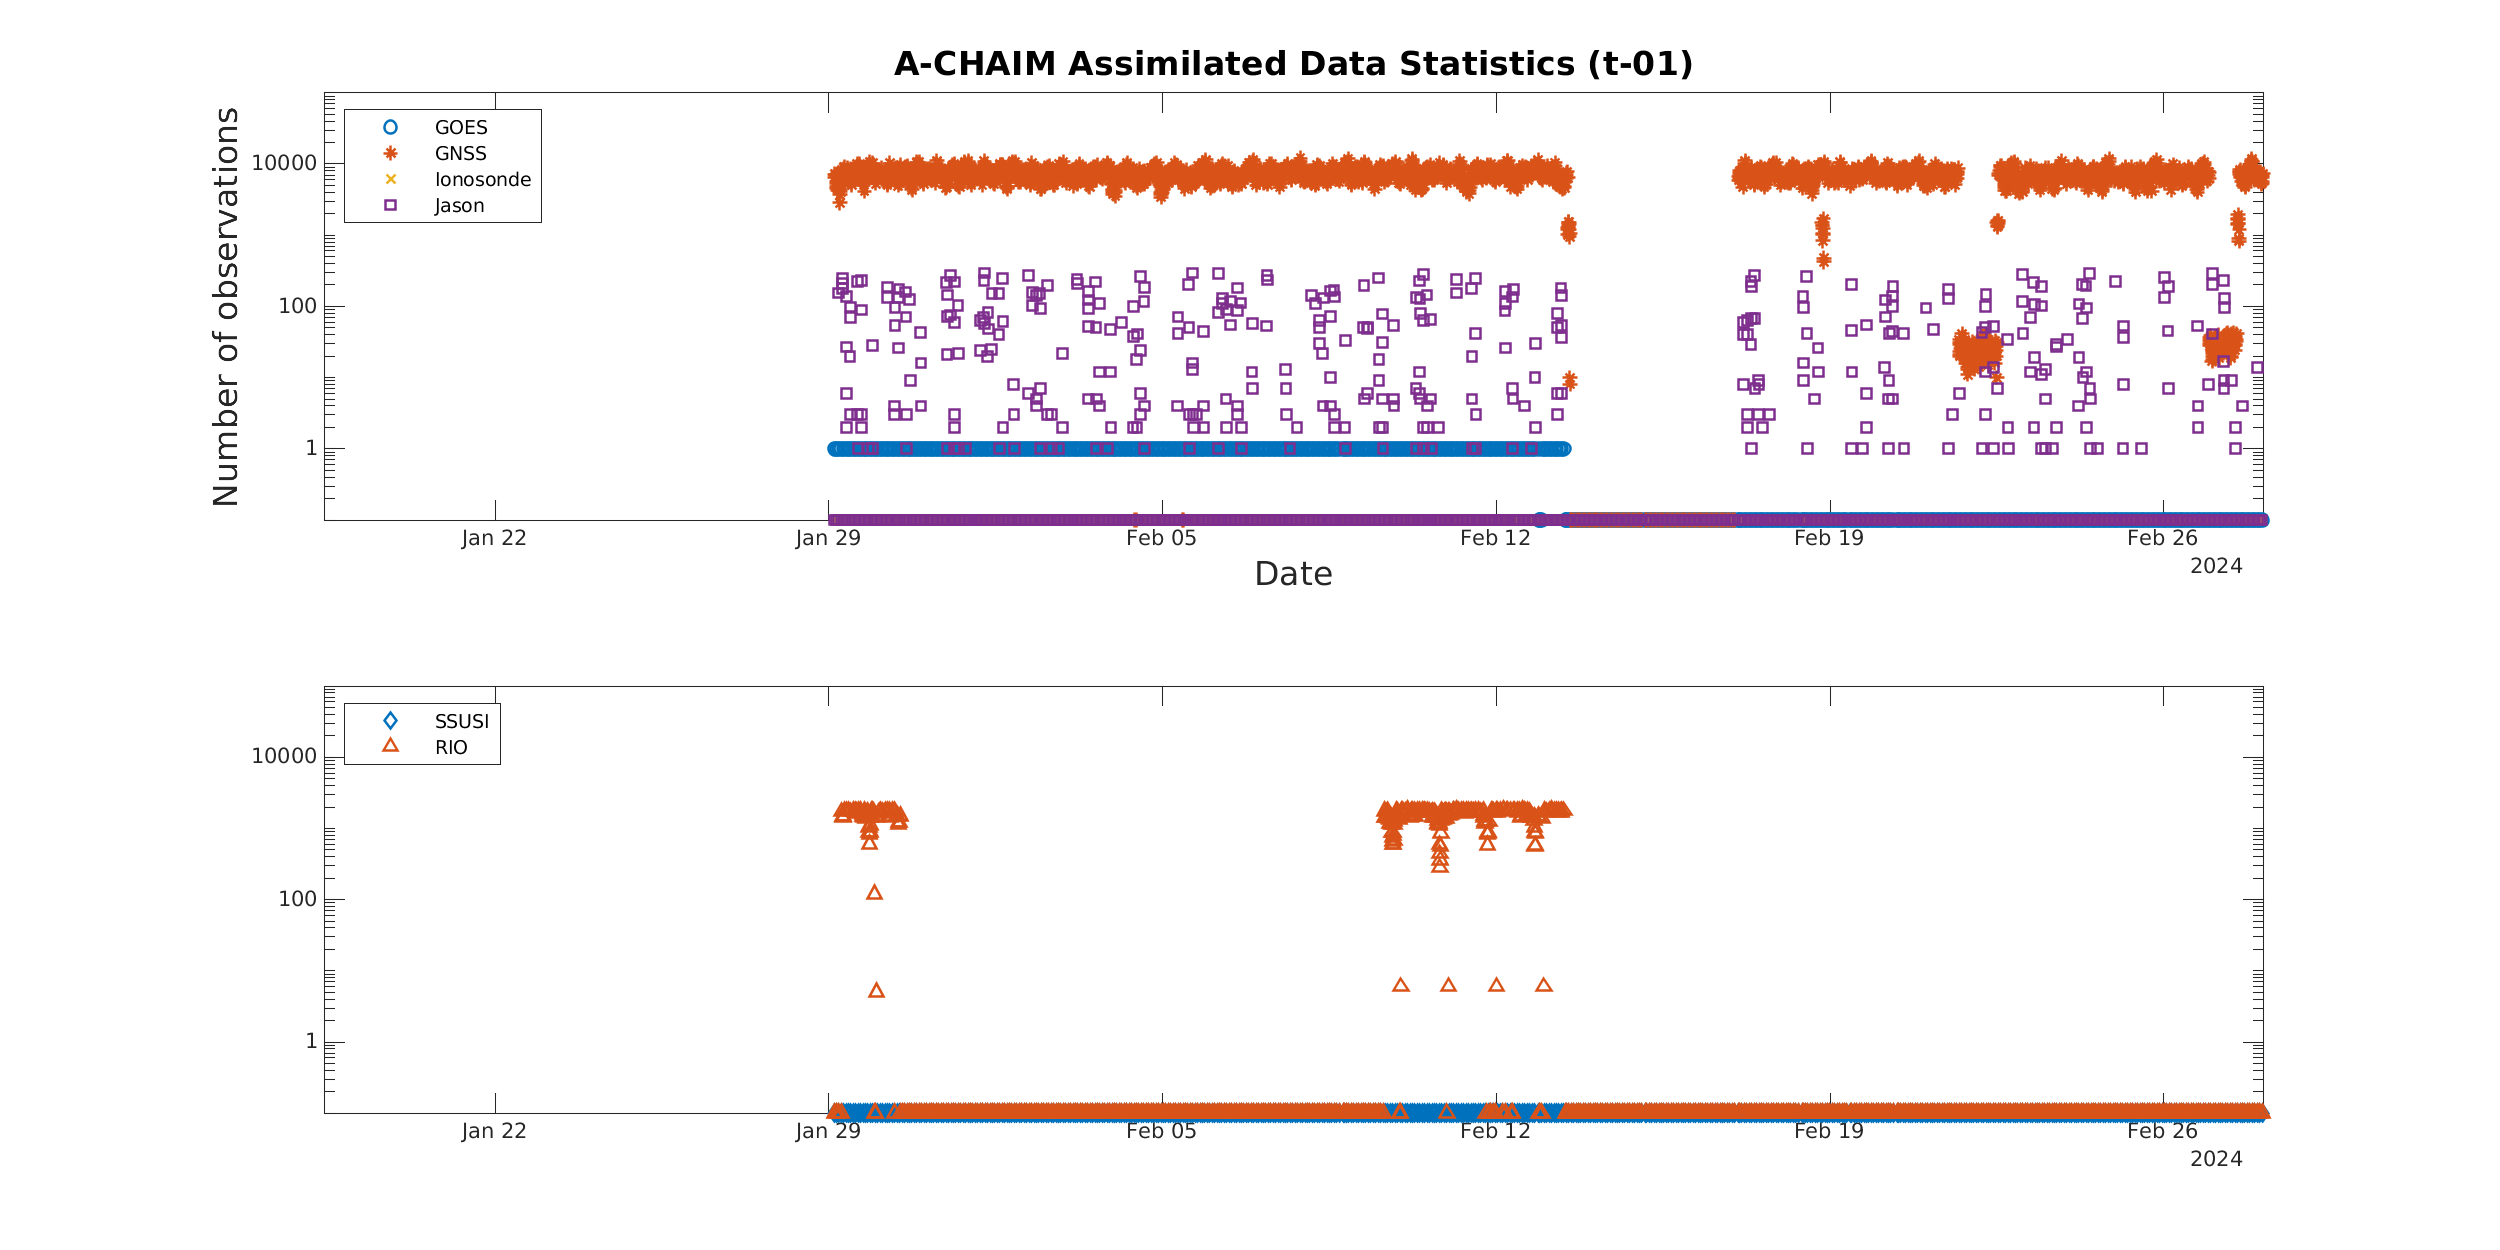 A-CHAIM Assimilated Data Statistics (t-01)
Number of observations
10000
100
1
GOES
GNSS
Ionosonde
Jason
Jan 22
Jan 29
Feb 05
Feb 12
Feb 19
Feb 26
2024
Date
10000
100
1
SSUSI
RIO
Jan 22
Jan 29
Feb 05
Feb 12
Feb 19
Feb 26
2024